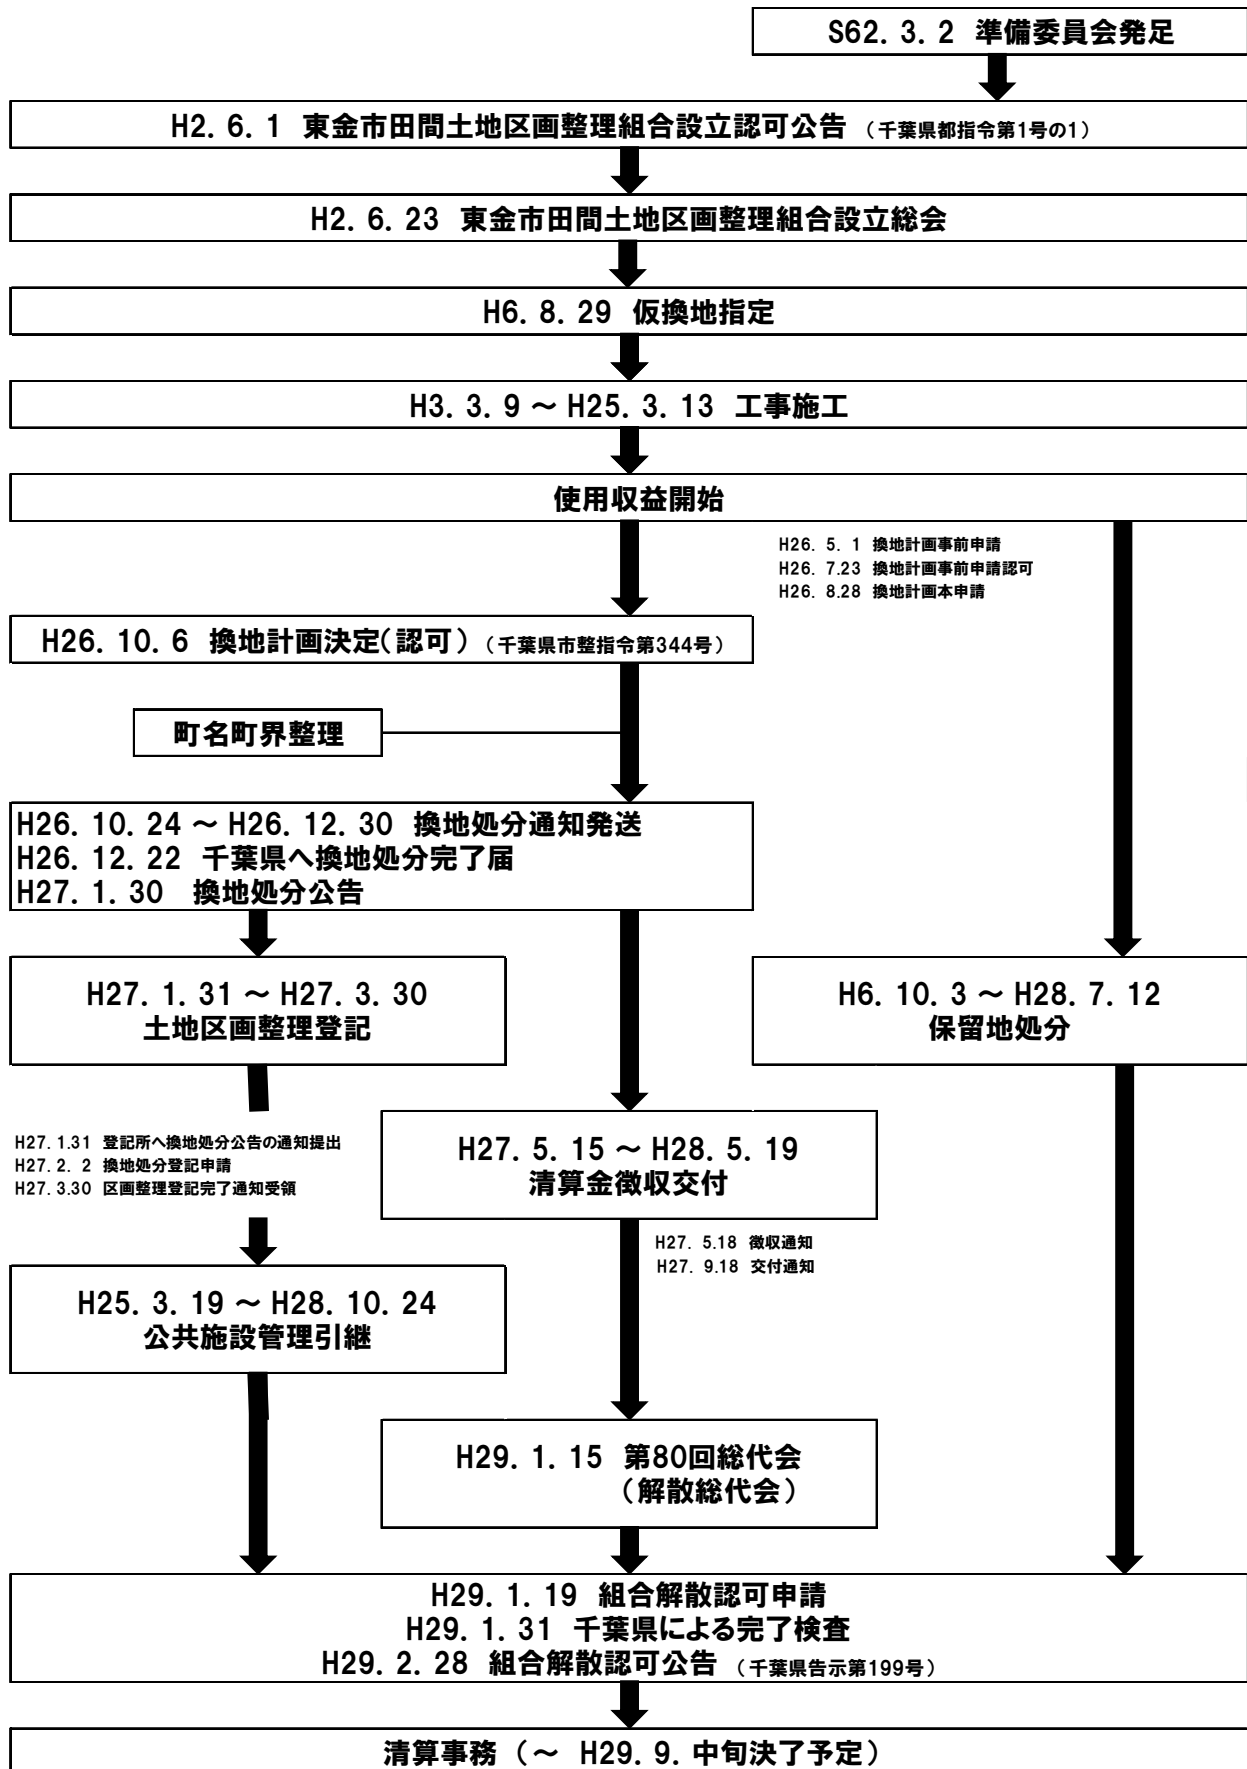 S62. 3. 2 準備委員会発足
H2. 6. 1 東金市田間土地区画整理組合設立認可公告 (千葉県都指令第1号の1)
H2. 6. 23 東金市田間土地区画整理組合設立総会
H6. 8. 29 仮換地指定
H3. 3. 9 ～ H25. 3. 13 工事施工
使用収益開始
H26. 5. 1 換地計画事前申請
H26. 7.23 換地計画事前申請認可
H26. 8.28 換地計画本申請
H26. 10. 6 換地計画決定(認可) (千葉県市整指令第344号)
町名町界整理
H26. 10. 24 ～ H26. 12. 30 換地処分通知発送
H26. 12. 22 千葉県へ換地処分完了届
H27. 1. 30 換地処分公告
H27. 1. 31 ～ H27. 3. 30
土地区画整理登記
H6. 10. 3 ～ H28. 7. 12
保留地処分
H27. 1.31 登記所へ換地処分公告の通知提出
H27. 2. 2 換地処分登記申請
H27. 3.30 区画整理登記完了通知受領
H27. 5. 15 ～ H28. 5. 19
清算金徴収交付
H27. 5.18 徴収通知
H27. 9.18 交付通知
H25. 3. 19 ～ H28. 10. 24
公共施設管理引継
H29. 1. 15 第80回総代会
(解散総代会)
H29. 1. 19 組合解散認可申請
H29. 1. 31 千葉県による完了検査
H29. 2. 28 組合解散認可公告 (千葉県告示第199号)
清算事務 (～ H29. 9. 中旬決了予定)